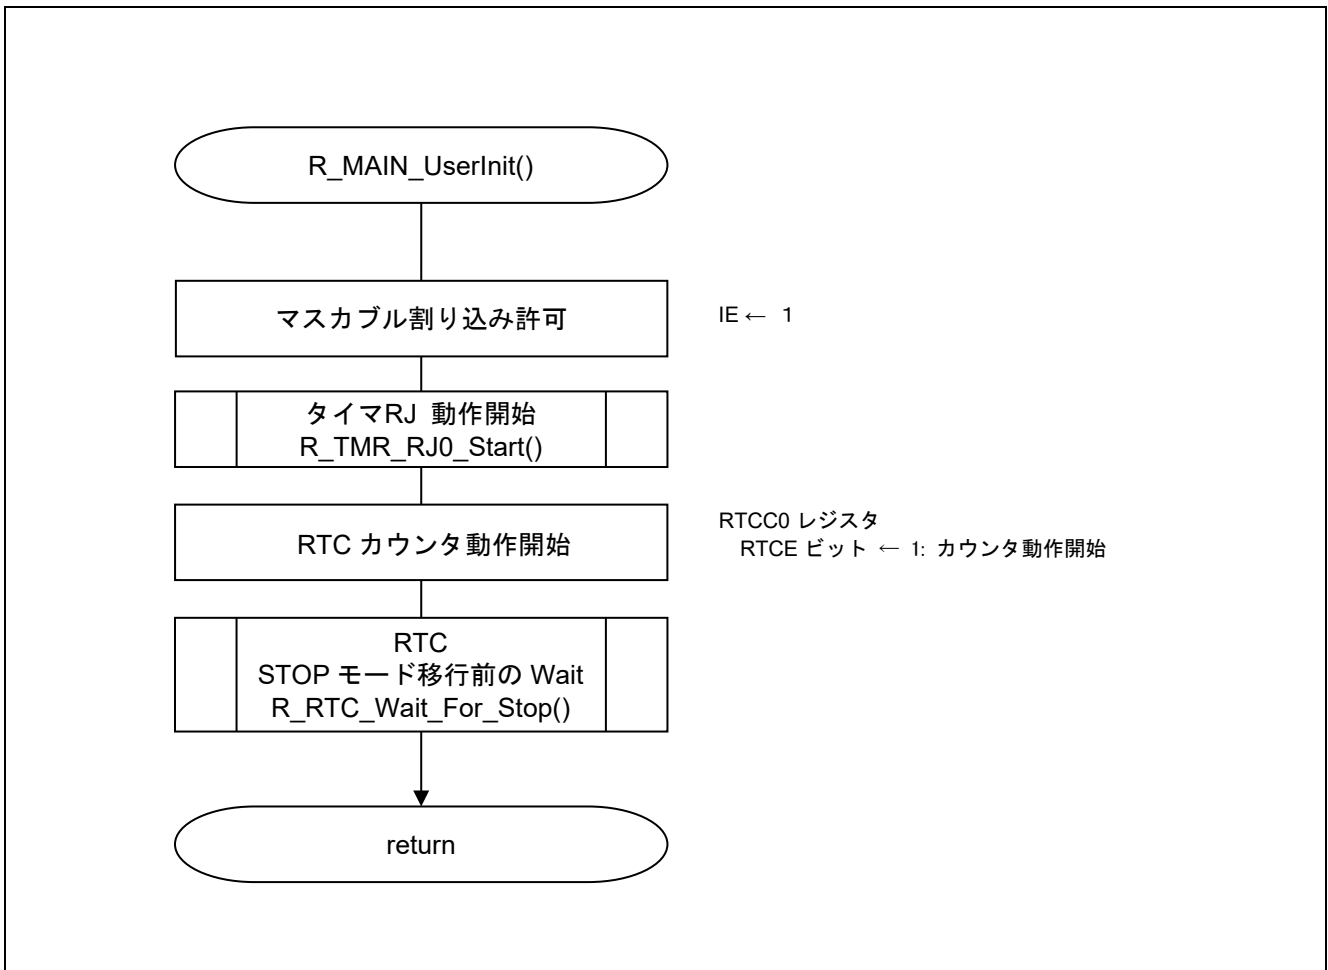 R_MAIN_UserInit()
マスカブル割り込み許可
IE ← 1
タイマRJ 動作開始
R_TMR_RJ0_Start()
RTC カウンタ動作開始
RTCC0 レジスタ
RTCE ビット ← 1: カウンタ動作開始
RTC
STOP モード移行前の Wait
R_RTC_Wait_For_Stop()
return